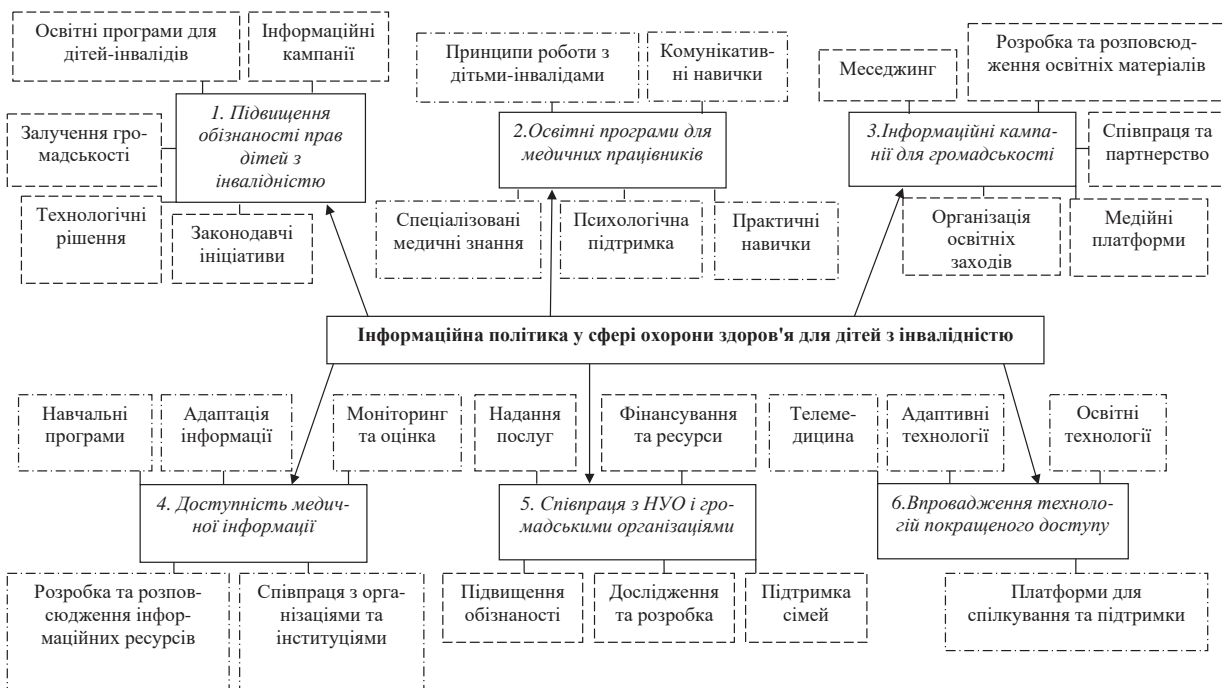 Освітні програми для
дітей-інвалідів
Інформаційні
кампанії
Залучення гро-
мадськості
1. Підвищення
обізнаності прав
дітей з
інвалідністю
Технологічні
рішення
Законодавчі
ініціативи
Принципи роботи з
дітьми-інвалідами
Комунікатив-
ні навички
2.Освітні програми для
медичних працівників
Спеціалізовані
медичні знання
Психологічна
підтримка
Практичні
навички
Меседжинг
Розробка та розповсюд-
ження освітніх матеріалів
3.Інформаційні кампа-
нії для громадськості
Співпраця та
партнерство
Організація
освітніх
заходів
Медійні
платформи
Інформаційна політика у сфері охорони здоров'я для дітей з інвалідністю
Навчальні
програми
Адаптація
інформації
Моніторинг
та оцінка
4. Доступність медич-
ної інформації
Розробка та розпов-
сюдження інфор-
маційних ресурсів
Співпраця з орга-
нізаціями та
інституціями
Надання
послуг
Фінансування
та ресурси
5. Співпраця з НУО і гро-
мадськими організаціями
Підвищення
обізнаності
Дослідження
та розробка
Підтримка
сімей
Телеме-
дицина
Адаптивні
технології
Освітні
технології
6.Впровадження техноло-
гій покращеного доступу
Платформи для
спілкування та підтримки